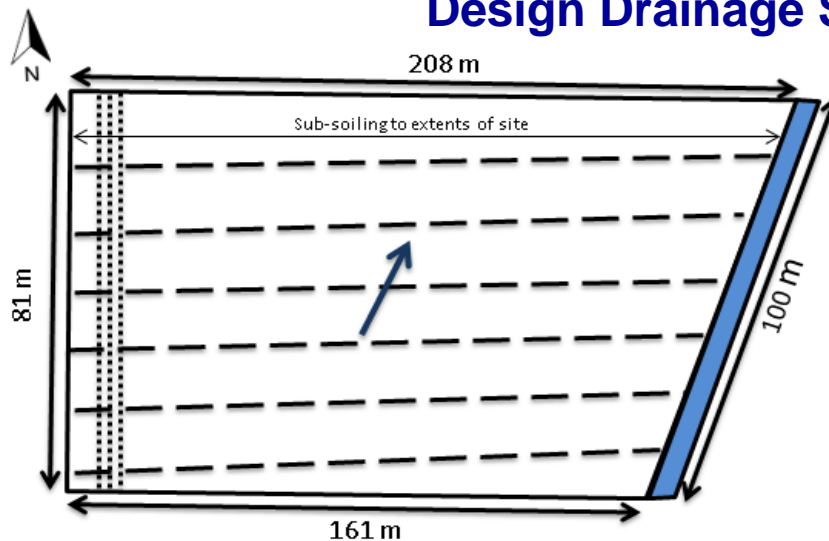 Design Drainage S
N
208 m
Sub-soiling to extents of site
81 m
100 m
161 m